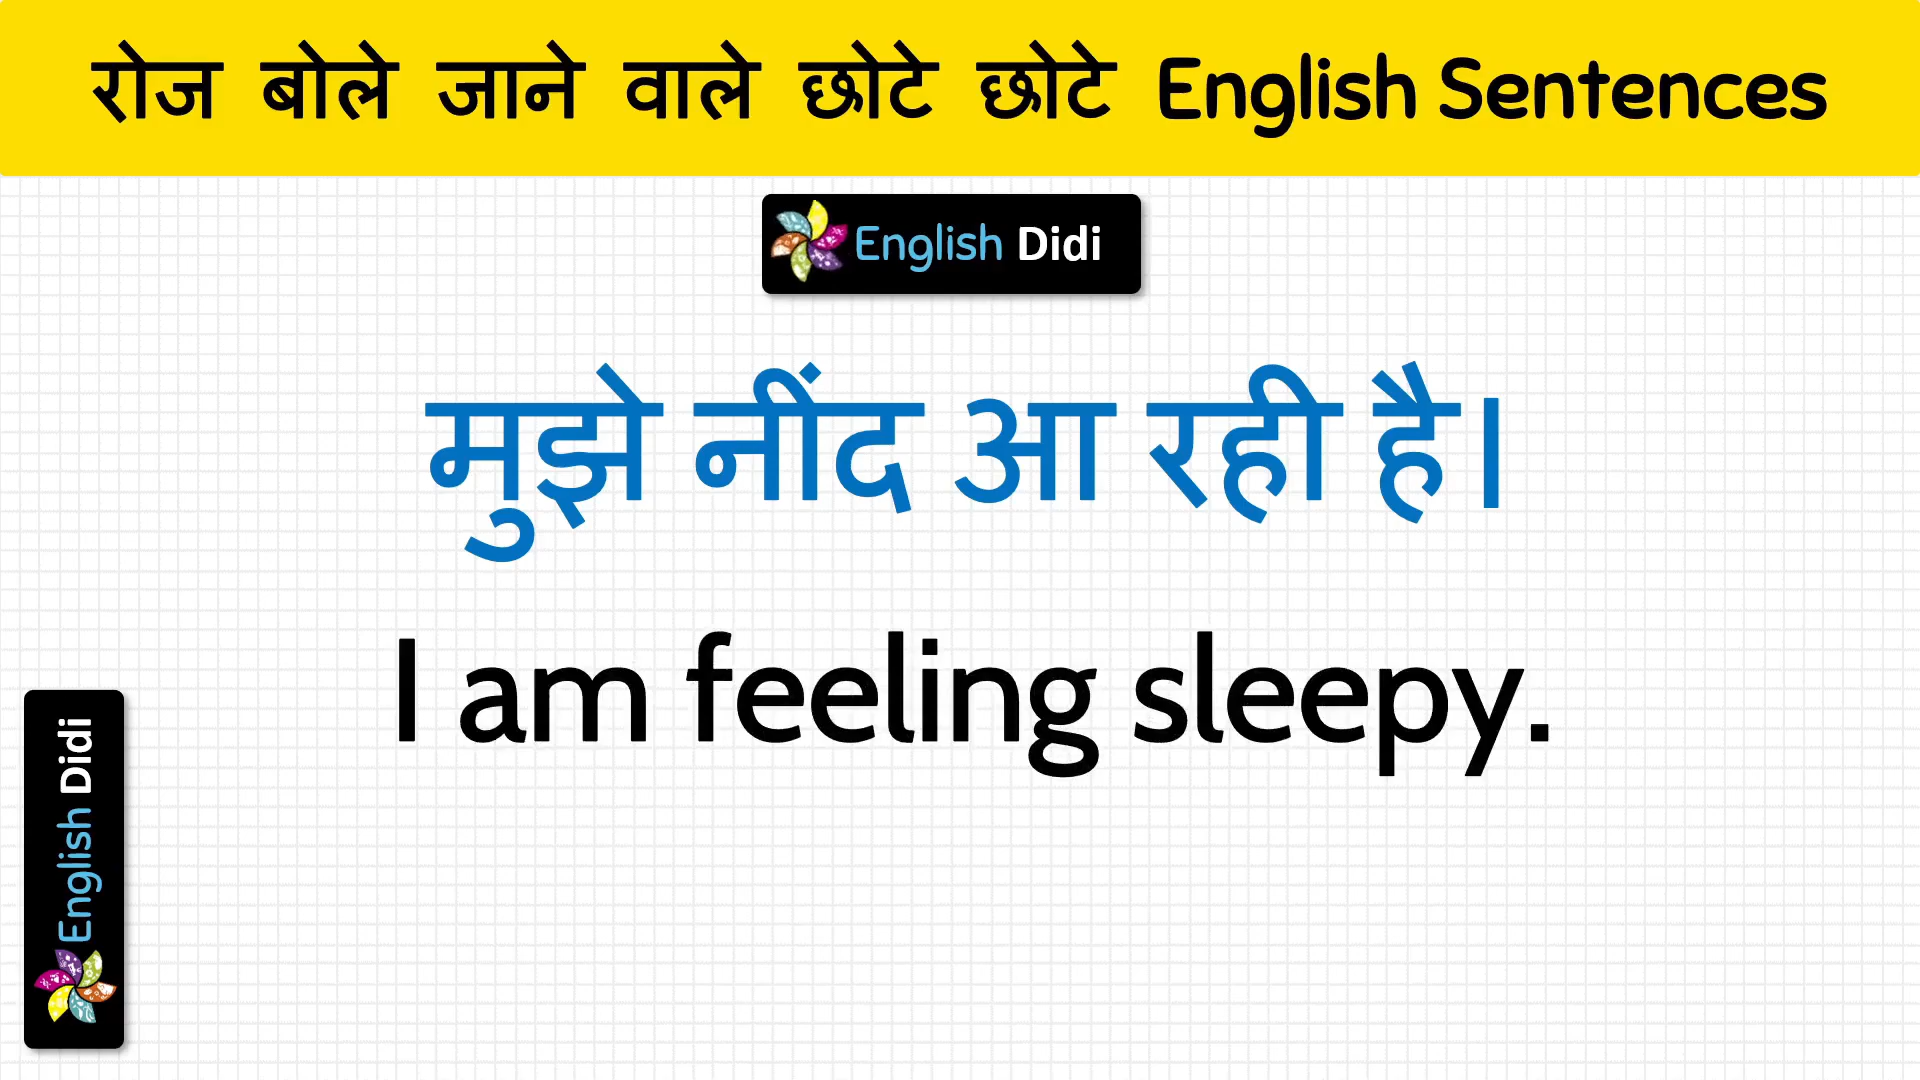 रोज बोले जाने वाले छोटे छोटे English Sentences
English Didi
मुझे नींद आ रही है।
I am feeling sleepy.
English Didi